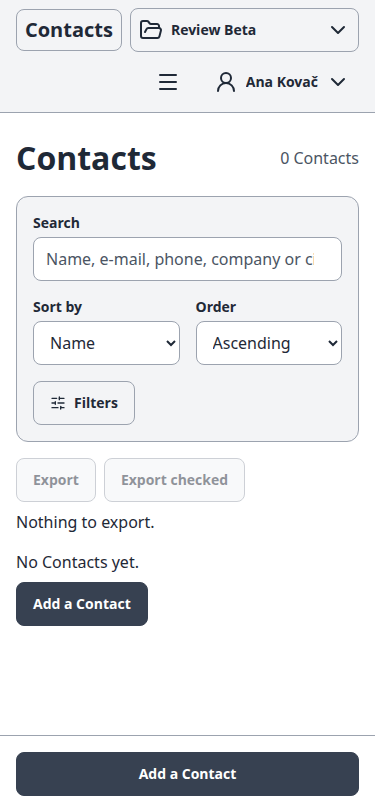 Contacts
Review Beta
Ana Kovač
Contacts
0 Contacts
Search
Name, e-mail, phone, company or c
Sort by
Order
Name
Ascending
Filters
Export
Export checked
Nothing to export.
No Contacts yet.
Add a Contact
Add a Contact